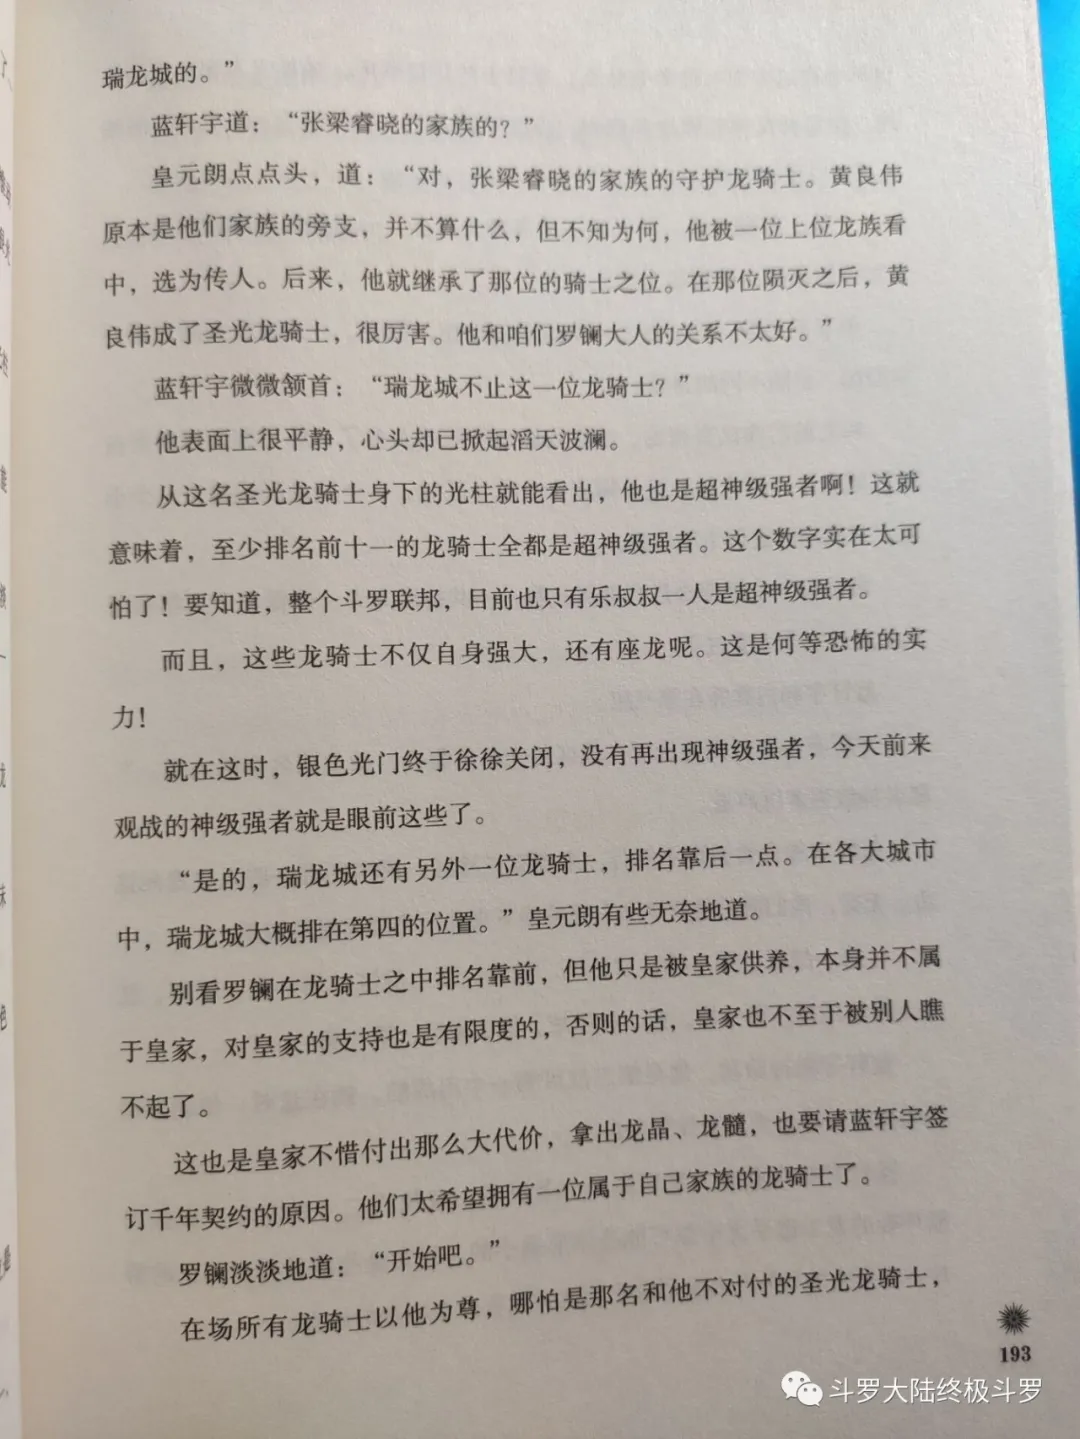 瑞龙城的。”
蓝轩宇道：“张梁睿晓的家族的？”
皇元朗点点头，道：“对，张梁睿晓的家族的守护龙骑士。黄良伟
原本是他们家族的旁支，并不算什么，但不知为何，他被一位上位龙族看
中，选为传人。后来，他就继承了那位的骑士之位。在那位陨灭之后，黄
良伟成了圣光龙骑士，很厉害。他和咱们罗镧大人的关系不太好。”
蓝轩宇微微颔首：“瑞龙城不止这一位龙骑士？”
他表面上很平静，心头却已掀起滔天波澜。
从这名圣光龙骑士身下的光柱就能看出，他也是超神级强者啊！这就
意味着，至少排名前十一的龙骑士全都是超神级强者。这个数字实在太可
怕了！要知道，整个斗罗联邦，目前也只有乐叔叔一人是超神级强者。
而且，这些龙骑士不仅自身强大，还有座龙呢。这是何等恐怖的实
力！
就在这时，银色光门终于徐徐关闭，没有再出现神级强者，今天前来
观战的神级强者就是眼前这些了。
“是的，瑞龙城还有另外一位龙骑士，排名靠后一点。在各大城市
中，瑞龙城大概排在第四的位置。”皇元朗有些无奈地道。
别看罗镧在龙骑士之中排名靠前，但他只是被皇家供养，本身并不属
于皇家，对皇家的支持也是有限度的，否则的话，皇家也不至于被别人瞧
不起了。
这也是皇家不惜付出那么大代价，拿出龙晶、龙髓，也要请蓝轩宇签
订千年契约的原因。他们太希望拥有一位属于自己家族的龙骑士了。
罗镧淡淡地道：“开始吧。”
在场所有龙骑士以他为尊，哪怕是那名和他不对付的圣光龙骑士，
193
斗罗大陆终极斗罗